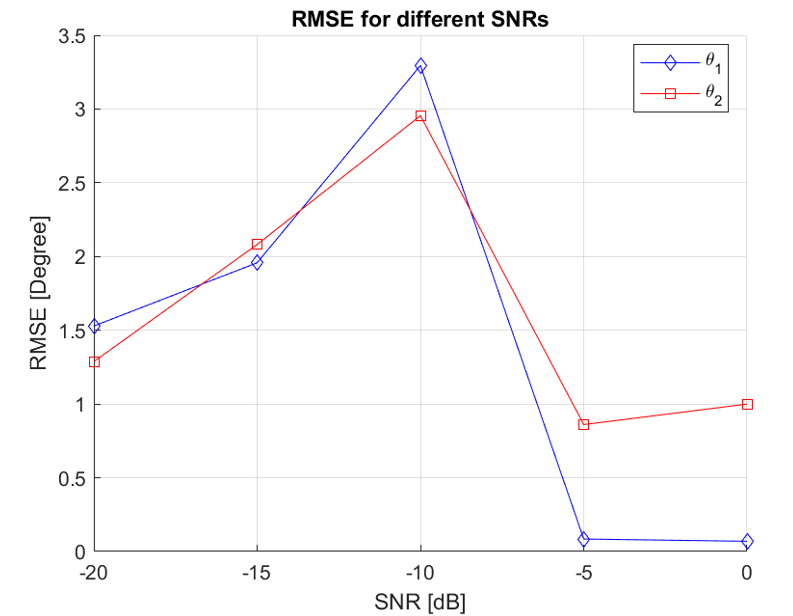 RMSE for different SNRs
3.5
3
2.5
2
1.5
1
0.5
0
RMSE [Degree]
θ1
θ2
-20 -15 -10 -5 0
SNR [dB]